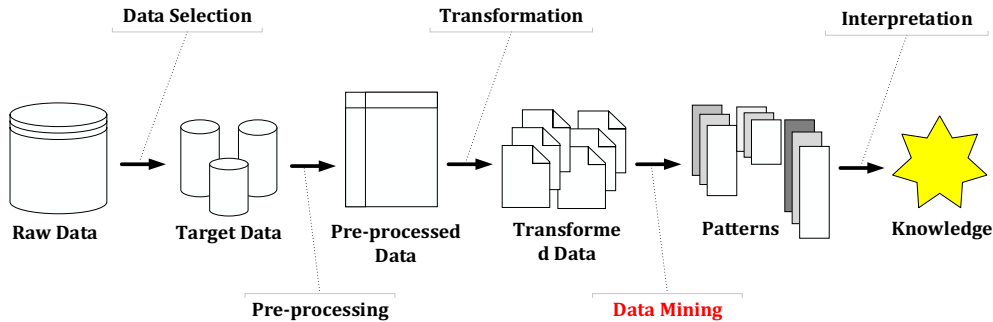 Data Selection
Transformation
Interpretation
Raw Data
Target Data
Pre-processed
Data
Transforme
d Data
Patterns
Knowledge
Pre-processing
Data Mining